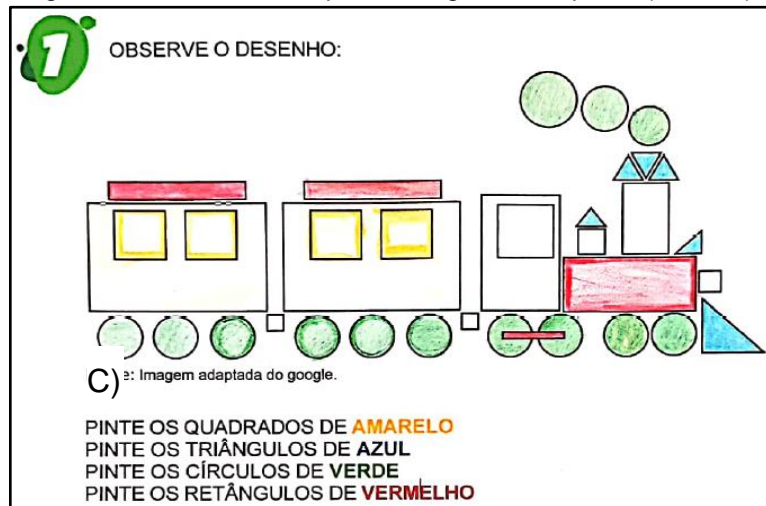 1 OBSERVE O DESENHO:
C) e: Imagem adaptada do google.
PINTE OS QUADRADOS DE AMARELO
PINTE OS TRIÂNGULOS DE AZUL
PINTE OS CÍRCULOS DE VERDE
PINTE OS RETÂNGULOS DE VERMELHO